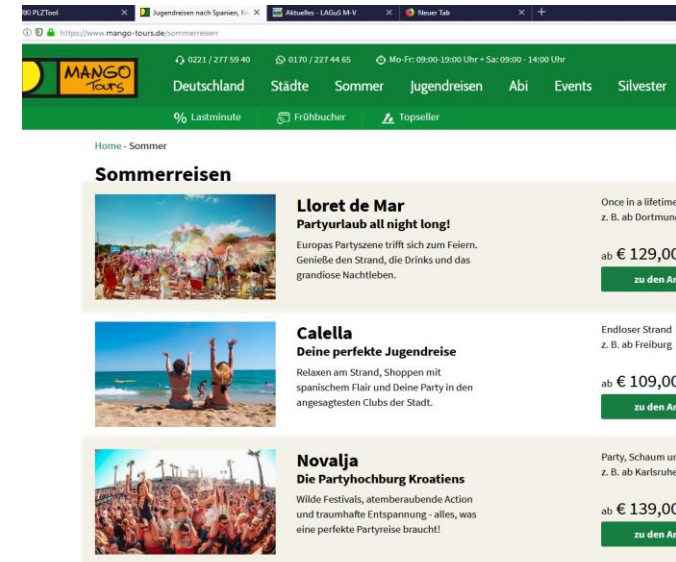 RKI PLZTool
Jugendreisen nach Spanien, Kr
Aktuelles - LAGuS M-V
Neuer Tab
https://www.mango-tours.de/sommerreisen
MANGO
Tours
0221 / 277 59 40
0170 / 227 44 65
Mo-Fr: 09:00-19:00 Uhr + Sa: 09:00 - 14:00 Uhr
Deutschland
Städte
Sommer
Jugendreisen
Abi
Events
Silvester
% Lastminute
Frühbucher
Topseller
Home - Sommer
Sommerreisen
Lloret de Mar
Partyurlaub all night long!
Europas Partyszene trifft sich zum Feiern.
Genieße den Strand, die Drinks und das
grandiose Nachtleben.
Once in a lifetime
z. B. ab Dortmund
ab € 129,00
zu den An
Calella
Deine perfekte Jugendreise
Relaxen am Strand, Shoppen mit
spanischem Flair und Deine Party in den
angesagtesten Clubs der Stadt.
Endloser Strand
z. B. ab Freiburg
ab € 109,00
zu den An
Novalja
Die Partyhochburg Kroatiens
Wilde Festivals, atemberaubende Action
und traumhafte Entspannung - alles, was
eine perfekte Partyreise braucht!
Party, Schaum un
z. B. ab Karlsruhe
ab € 139,00
zu den An